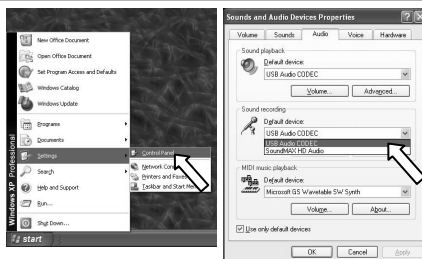 New Office Document
Open Office Document
Set Program Access and Defaults
Windows Catalog
Windows Update
Programs
Documents
Settings
Search
Help and Support
Run...
Shut Down...
Windows XP Professional
start
Control Panel
Network Con
Printers and Faxes
Taskbar and Start Me
Sounds and Audio Devices Properties
Volume Sounds Audio Voice Hardware
Sound playback
Default device:
USB Audio CODEC
Volume... Advanced...
Sound recording
Default device:
USB Audio CODEC
USB Audio CODEC
SoundMAX HD Audio
MIDI music playback
Default device:
Microsoft GS Wavetable SW Synth
Volume... About...
Use only default devices
OK Cancel Apply